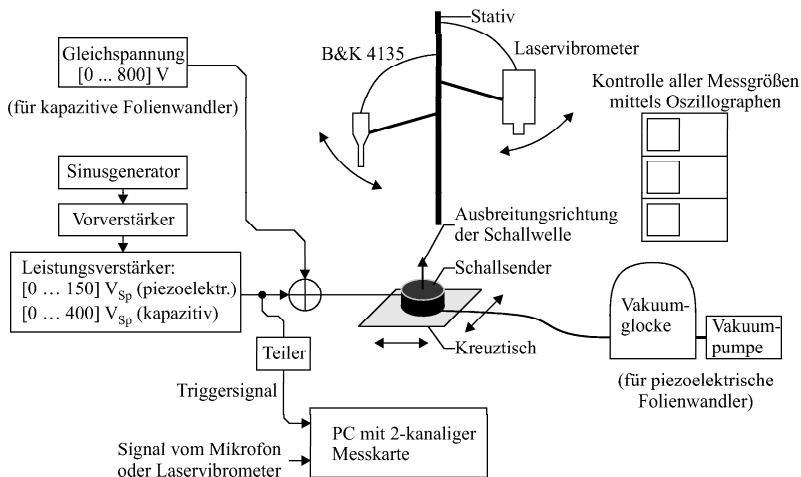 Stativ
Gleichspannung
[0 ... 800] V
B&K 4135
Laservibrometer
(für kapazitive Folienwandler)
Kontrolle aller Messgrößen
mittels Oszillographen
Sinusgenerator
Vorverstärker
Ausbreitungsrichtung
der Schallwelle
Leistungsverstärker:
[0 ... 150] VSp (piezoelektr.)
[0 ... 400] VSp (kapazitiv)
Schallsender
Vakuum-
glocke
Vakuum-
pumpe
Teiler
Kreuztisch
(für piezoelektrische
Folienwandler)
Triggersignal
PC mit 2-kanaliger
Messkarte
Signal vom Mikrofon
oder Laservibrometer